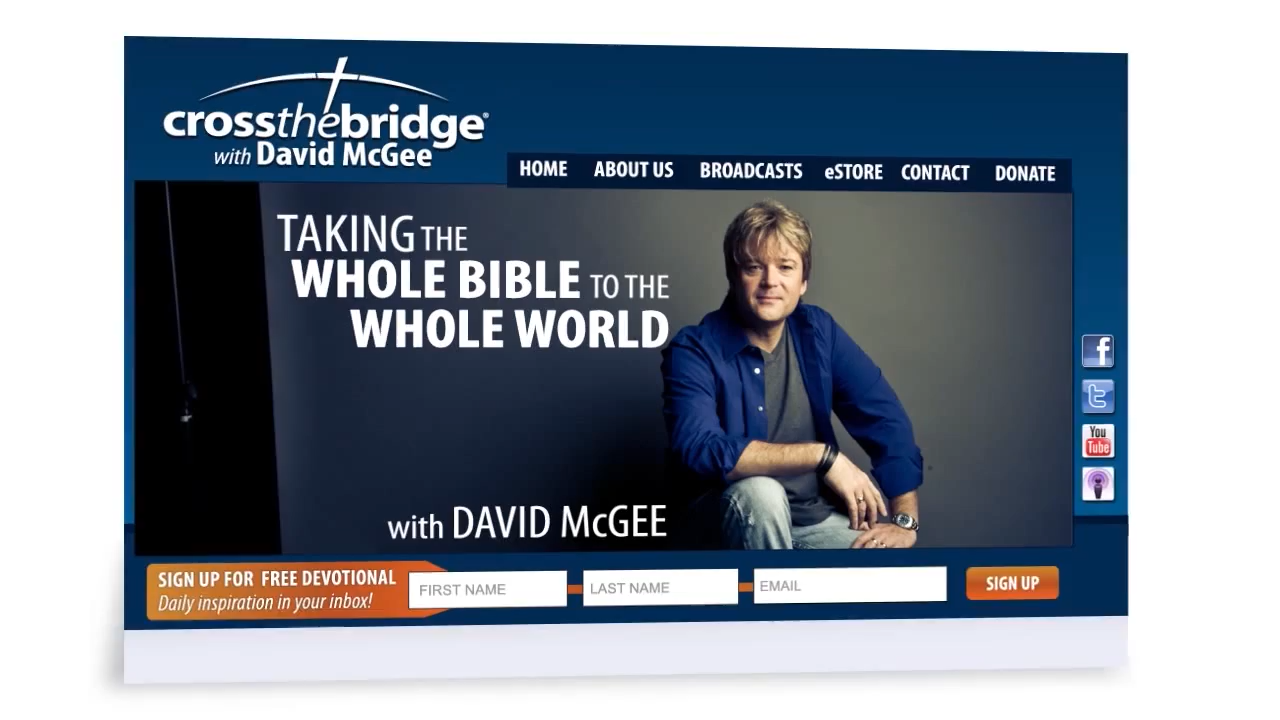 crossthebridge®
with David McGee
HOME ABOUT US BROADCASTS eSTORE CONTACT DONATE
TAKING THE
WHOLE BIBLE TO THE
WHOLE WORLD
with DAVID McGEE
f
t
You
Tube
SIGN UP FOR FREE DEVOTIONAL
Daily inspiration in your inbox!
FIRST NAME
LAST NAME
EMAIL
SIGN UP